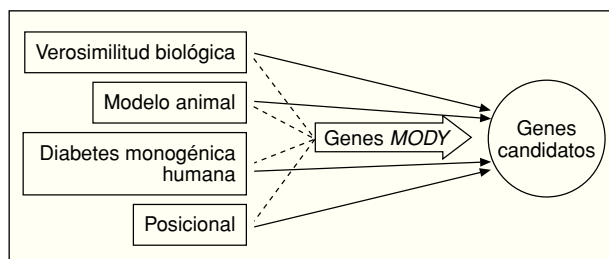 Verosimilitud biológica
Modelo animal
Diabetes monogénica
humana
Posicional
Genes MODY
Genes
candidatos